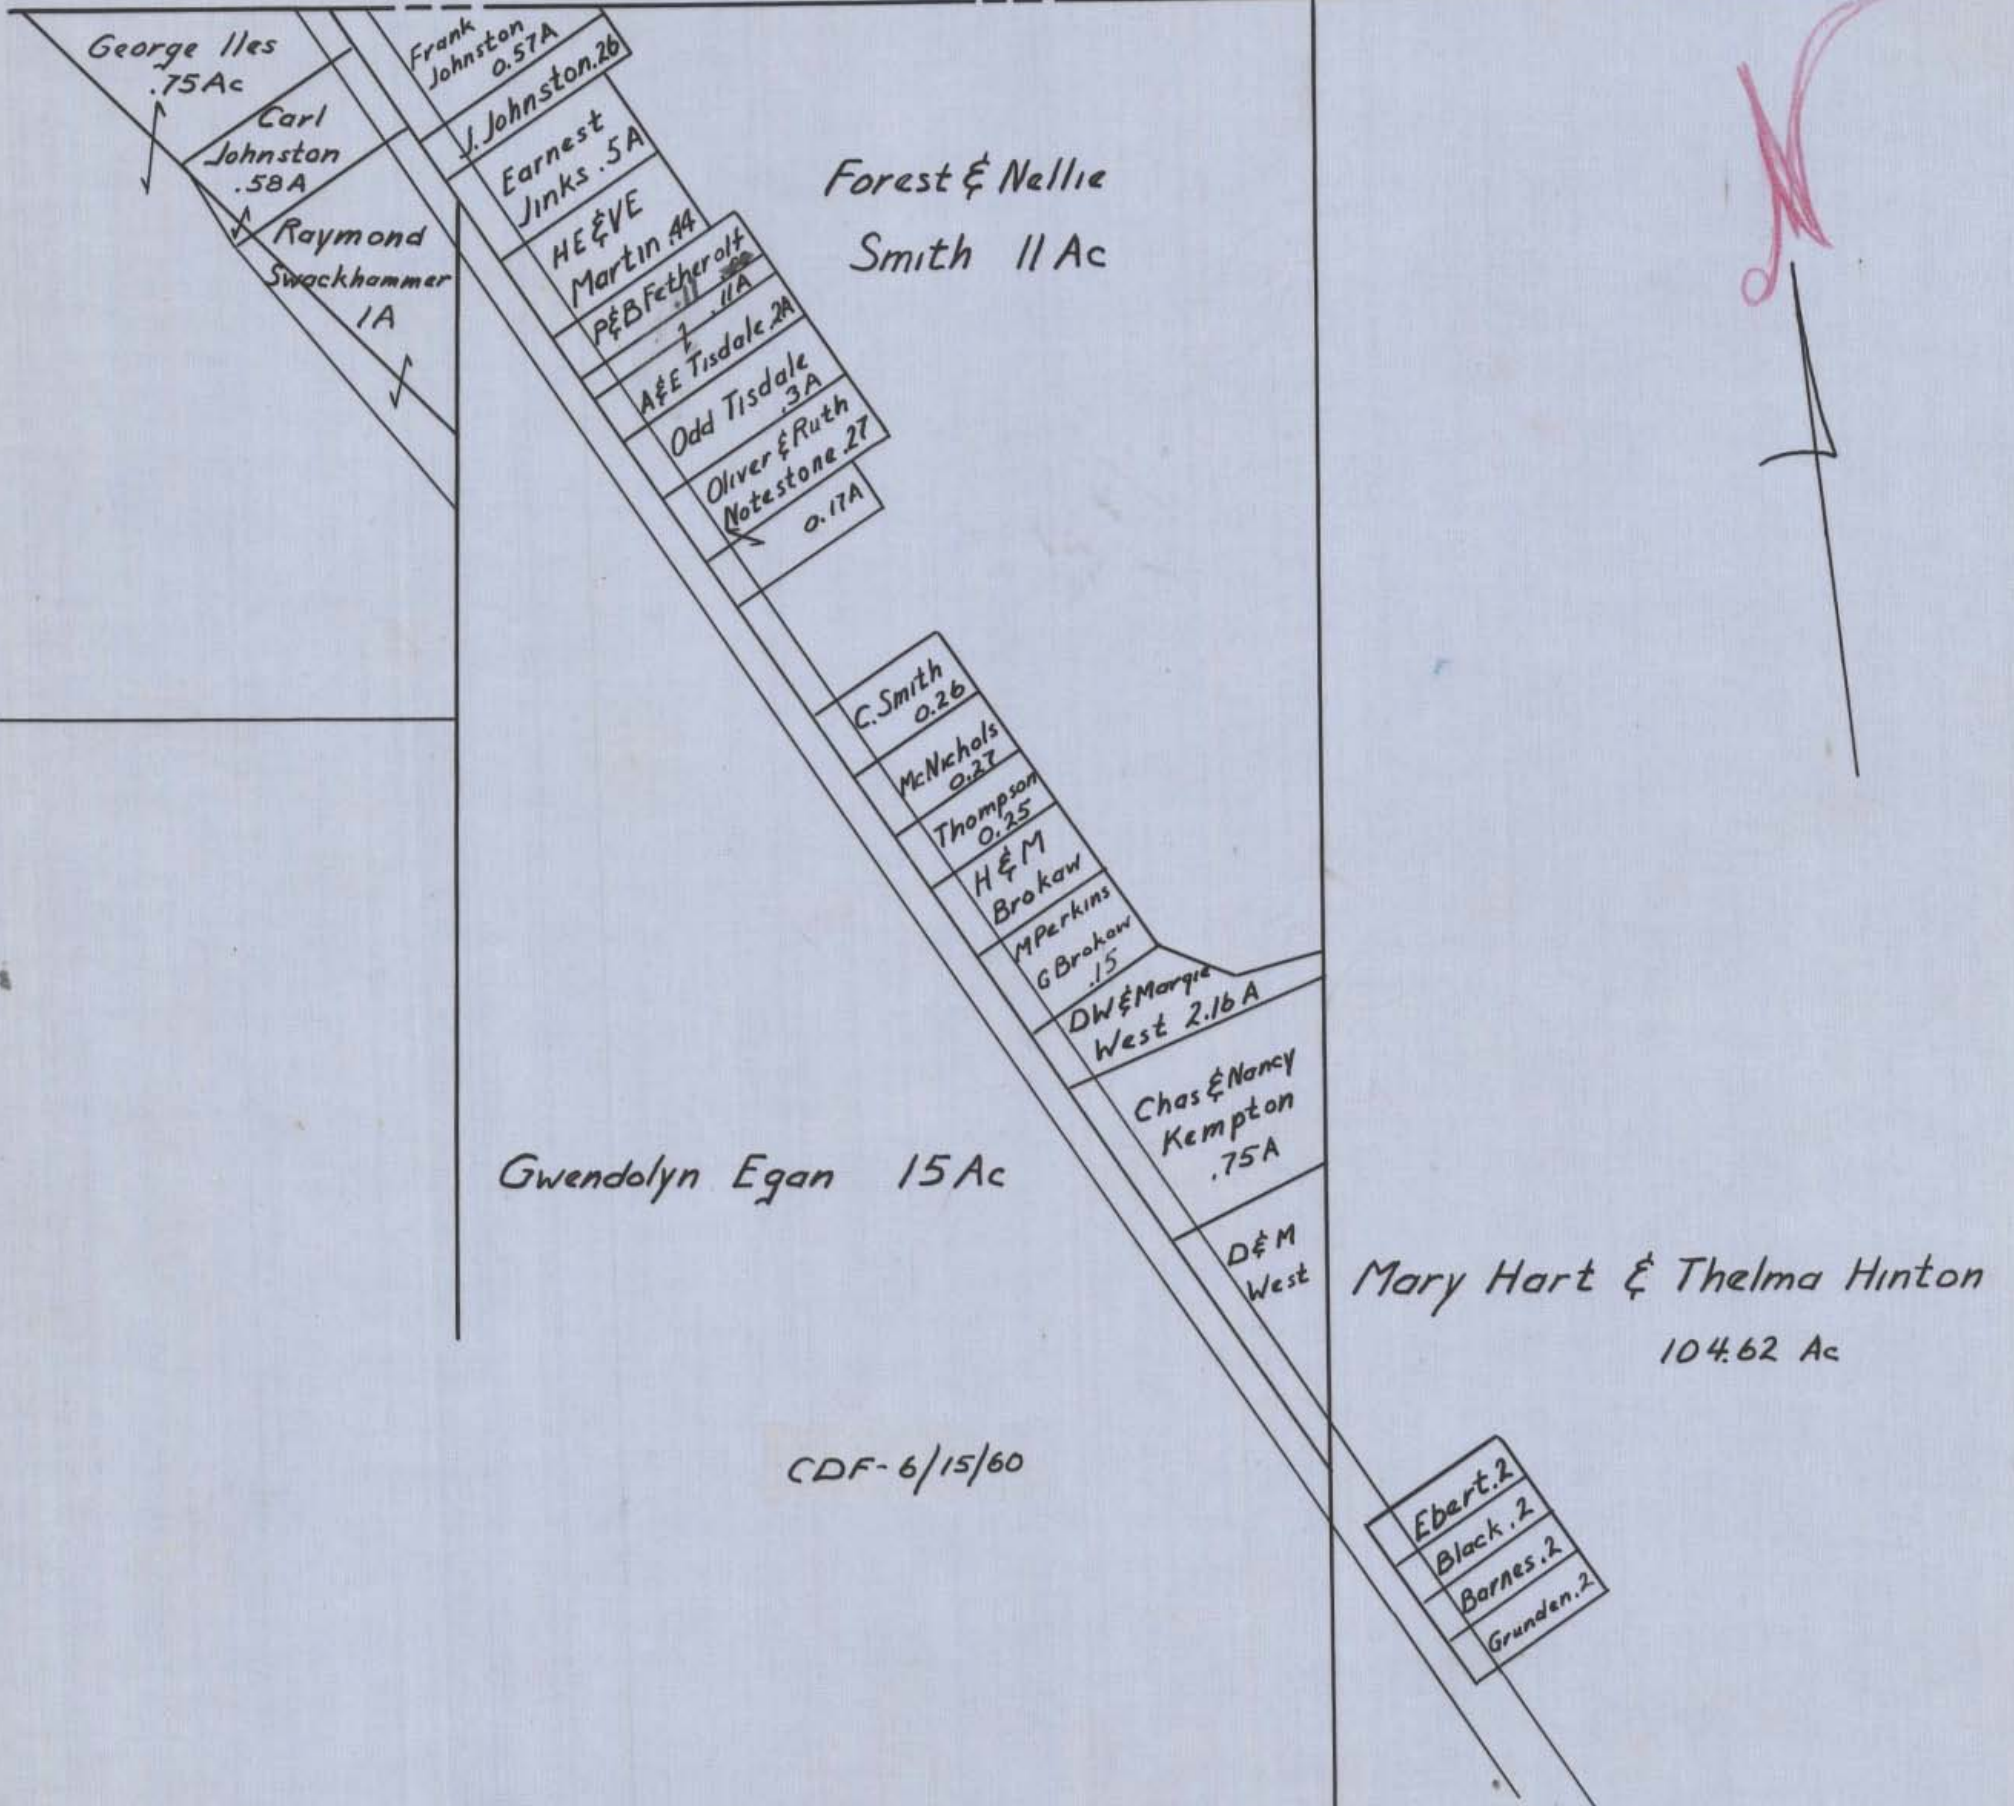 George Iles
.75Ac
Carl
Johnston
.58A
Raymond
Swackhammer
1A
Frank
Johnston
0.57A
J. Johnston .26
Earnest
Jinks .5A
HE & VE
Martin .44
P&B Fetherolf
.11
.11A
A&E Tisdale .2A
Odd Tisdale
.3A
Oliver & Ruth
Notestone .27
0.17A
Forest & Nellie
Smith 11 Ac
N
C. Smith
0.26
McNichols
0.27
Thompson
0.25
H & M
Brokaw
M Perkins
G Brokaw
.15
DW & Margie
West 2.16 A
Chas & Nancy
Kempton
.75A
D & M
West
Gwendolyn Egan 15 Ac
Mary Hart & Thelma Hinton
104.62 Ac
CDF-6/15/60
Ebert .2
Black .2
Barnes .2
Grunden .2